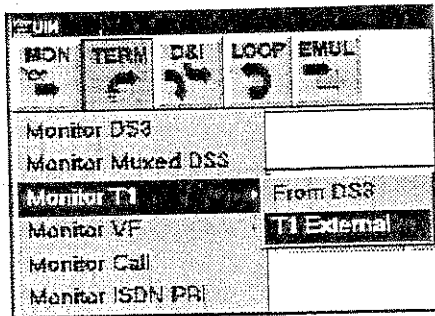 MON TERM D&I LOOP EMUL
Monitor DS3
Monitor Muxed DS3
Monitor T1
From DS3
T1 External
Monitor VF
Monitor Call
Monitor ISDN PRI